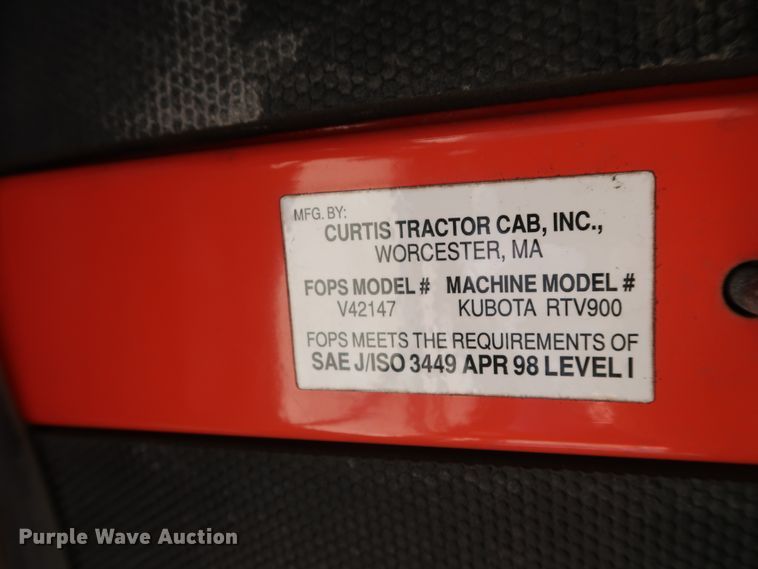 MFG. BY:
CURTIS TRACTOR CAB, INC.,
WORCESTER, MA
FOPS MODEL # MACHINE MODEL #
V42147 KUBOTA RTV900
FOPS MEETS THE REQUIREMENTS OF
SAE J/ISO 3449 APR 98 LEVEL I
Purple Wave Auction